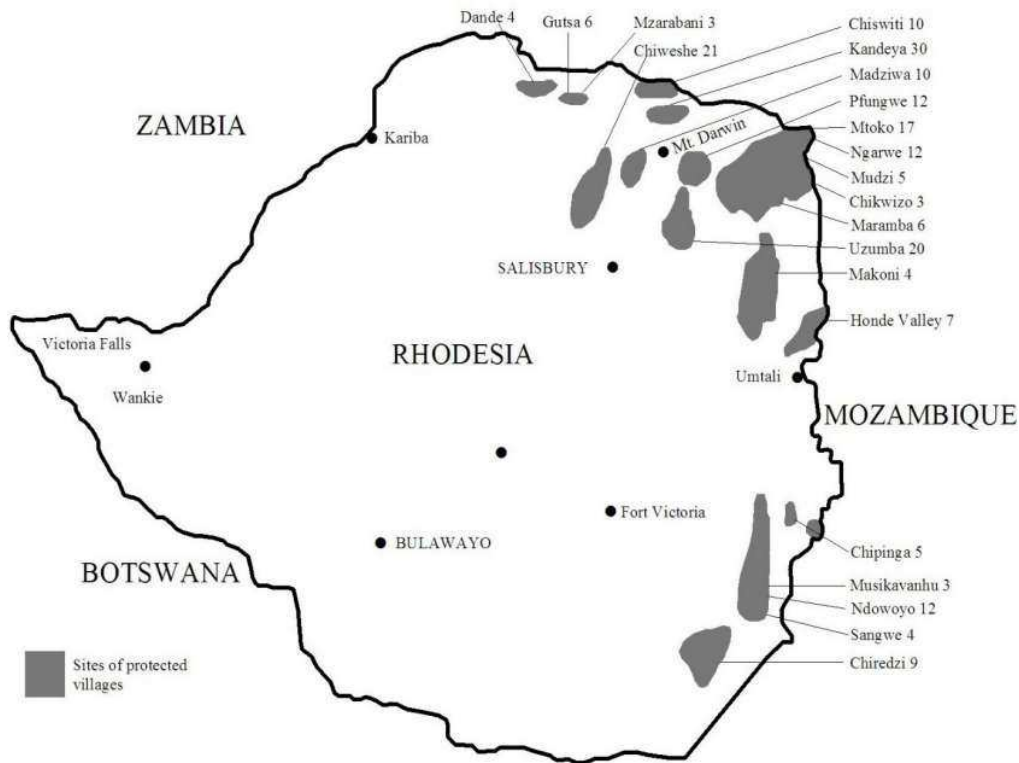 Dande 4
Gutsa 6
Mzarabani 3
Chiweshe 21
Chiswiti 10
Kandeya 30
Madziwa 10
Pfungwe 12
Mtoko 17
Ngarwe 12
Mudzi 5
Chikwizo 3
Maramba 6
Uzumba 20
Makoni 4
Honde Valley 7
ZAMBIA
Kariba
Mt. Darwin
SALISBURY
Victoria Falls
Wankie
RHODESIA
Umtali
MOZAMBIQUE
Fort Victoria
BULAWAYO
BOTSWANA
Chipinga 5
Musikavanhu 3
Ndowoyo 12
Sangwe 4
Chiredzi 9
Sites of protected
villages